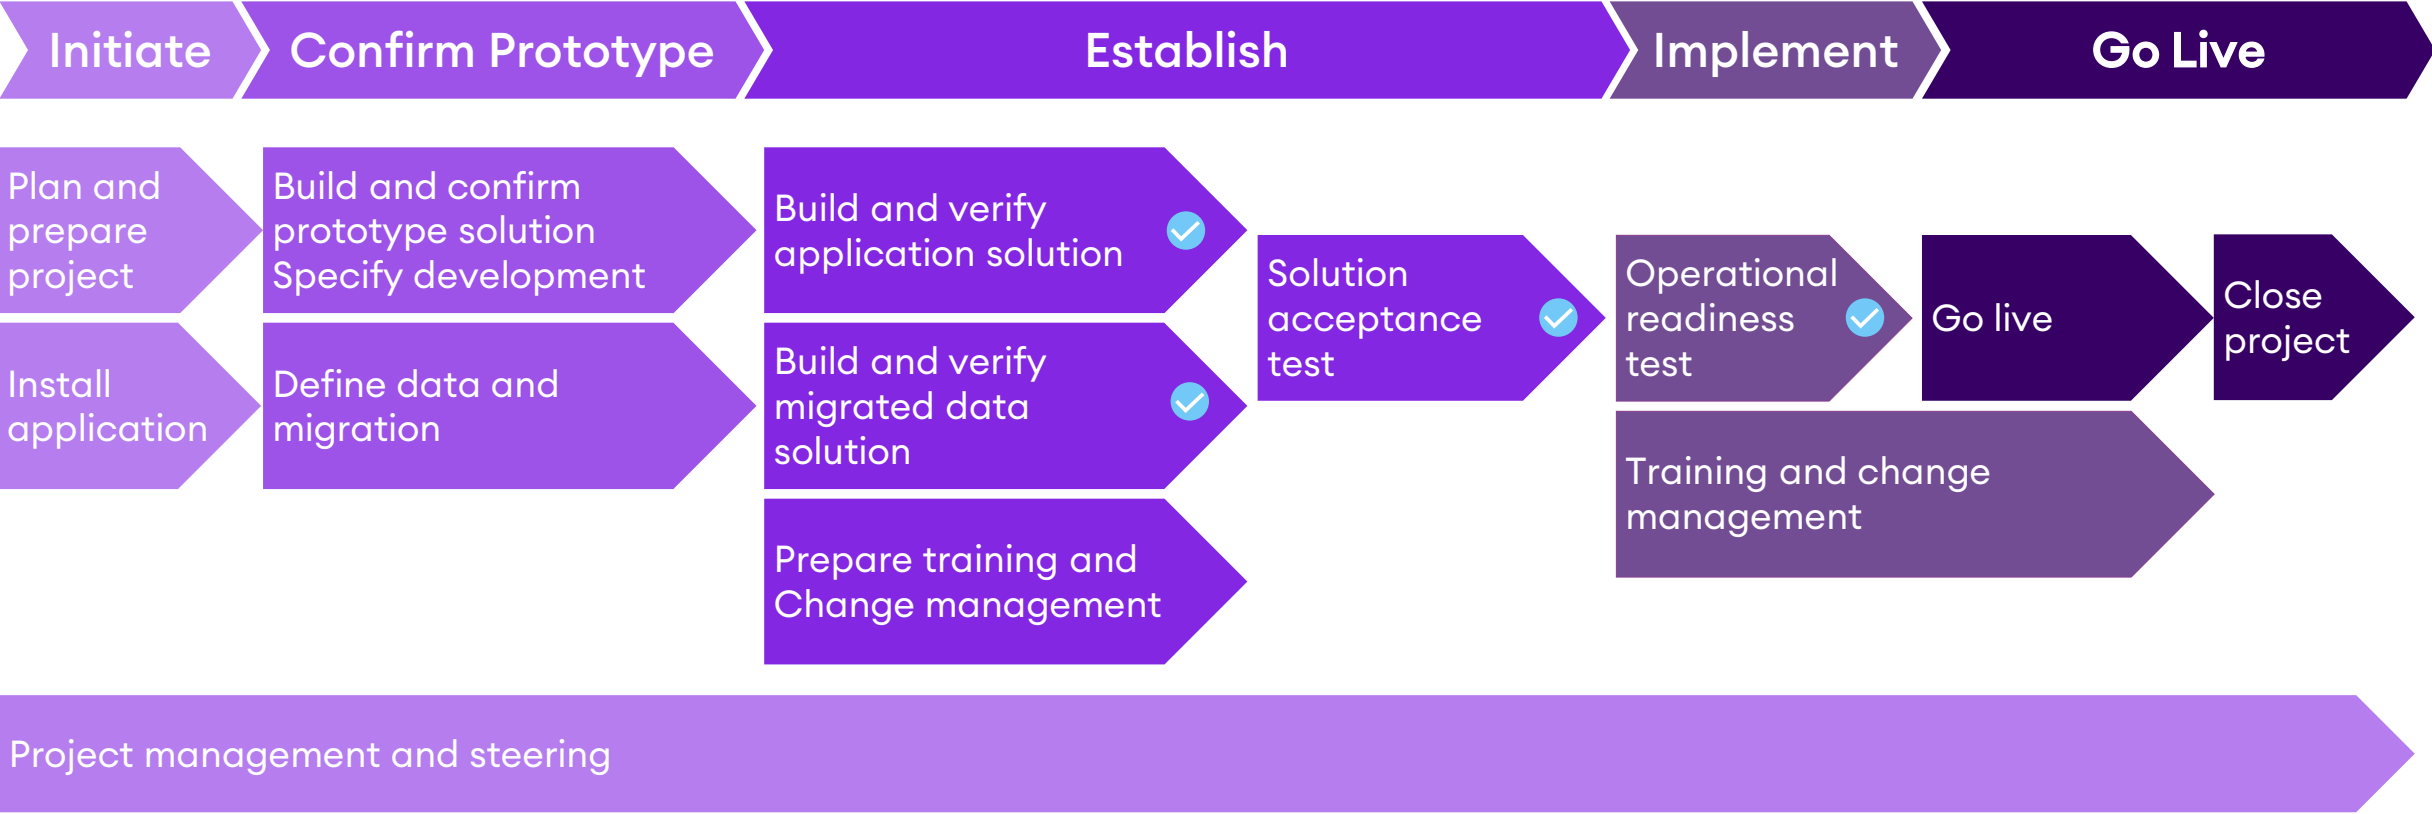 Initiate
Confirm Prototype
Establish
Implement
Go Live
Plan and
prepare
project
Build and confirm
prototype solution
Specify development
Build and verify
application solution
Solution
acceptance
test
Operational
readiness
test
Go live
Close
project
Install
application
Define data and
migration
Build and verify
migrated data
solution
Training and change
management
Prepare training and
Change management
Project management and steering